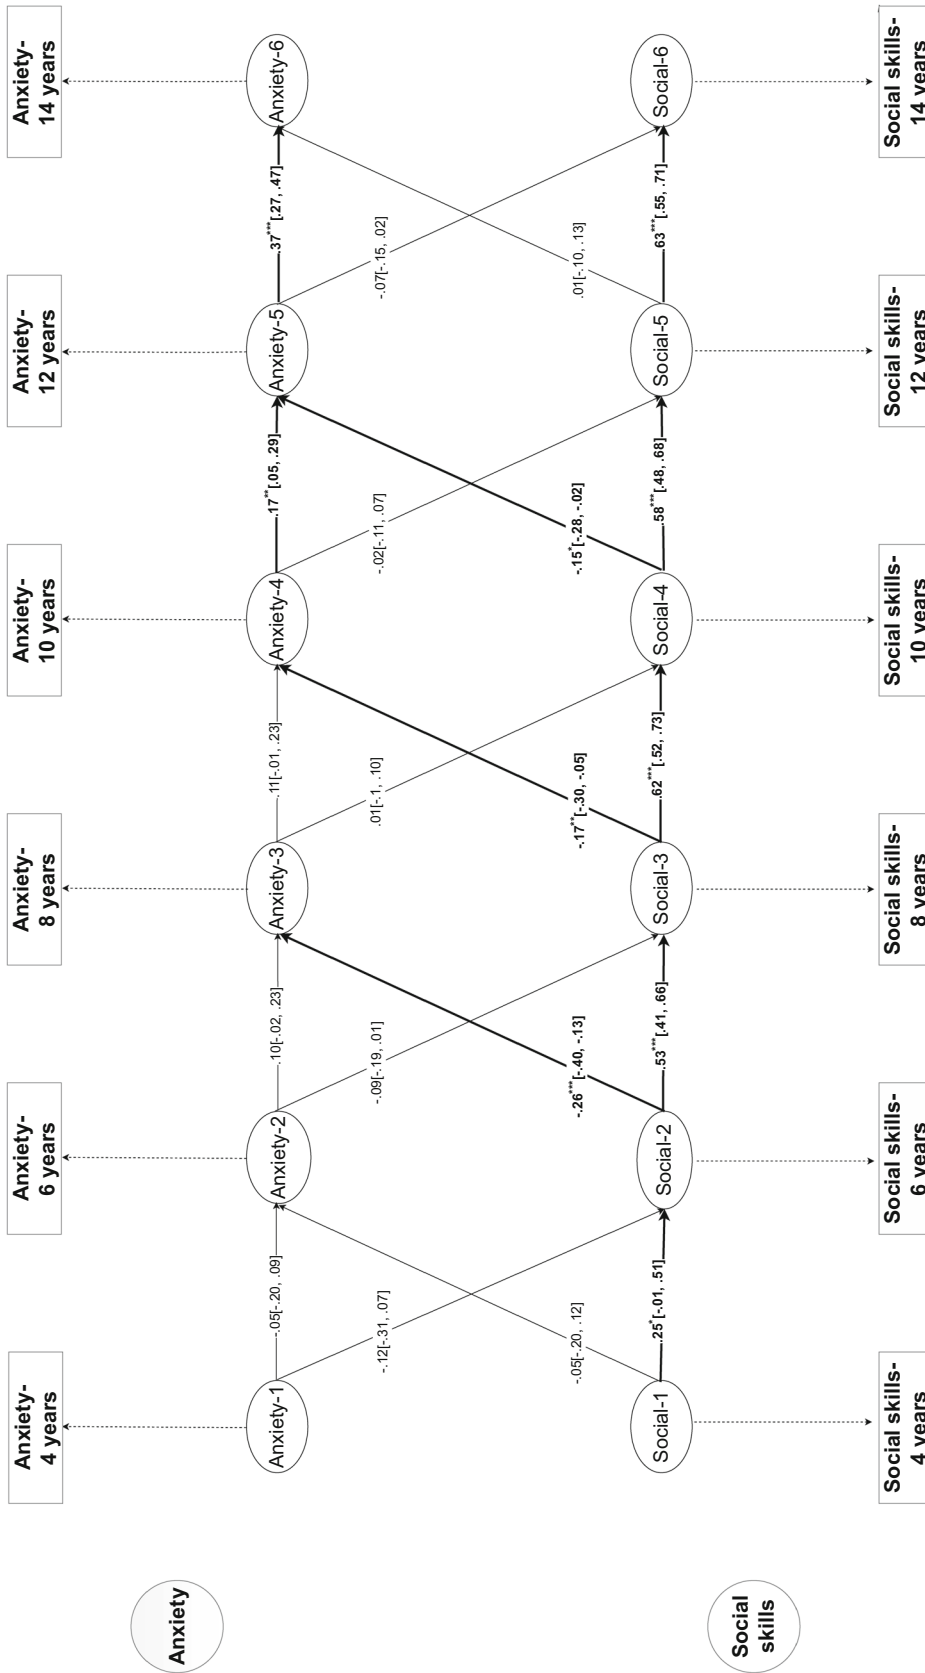 Anxiety
Anxiety-
4 years
Anxiety-
6 years
Anxiety-
8 years
Anxiety-
10 years
Anxiety-
12 years
Anxiety-
14 years
Anxiety-1
-.05[-.20, .09]
Anxiety-2
.10[-.02, .23]
Anxiety-3
.11[-.01, .23]
Anxiety-4
.17**[.05, .29]
Anxiety-5
.37***[.27, .47]
Anxiety-6
-.12[-.31, .07]
-.09[-.19, .01]
.01[-.1, .10]
-.02[-.11, .07]
-.07[-.15, .02]
-.05[-.20, .12]
-.26***[-.40, -.13]
-.17**[-.30, -.05]
-.15*[-.28, -.02]
.01[-.10, .13]
Social-1
.25*[-.01, .51]
Social-2
.53***[.41, .66]
Social-3
.62***[.52, .73]
Social-4
.58***[.48, .68]
Social-5
.63***[.55, .71]
Social-6
Social
skills
Social skills-
4 years
Social skills-
6 years
Social skills-
8 years
Social skills-
10 years
Social skills-
12 years
Social skills-
14 years